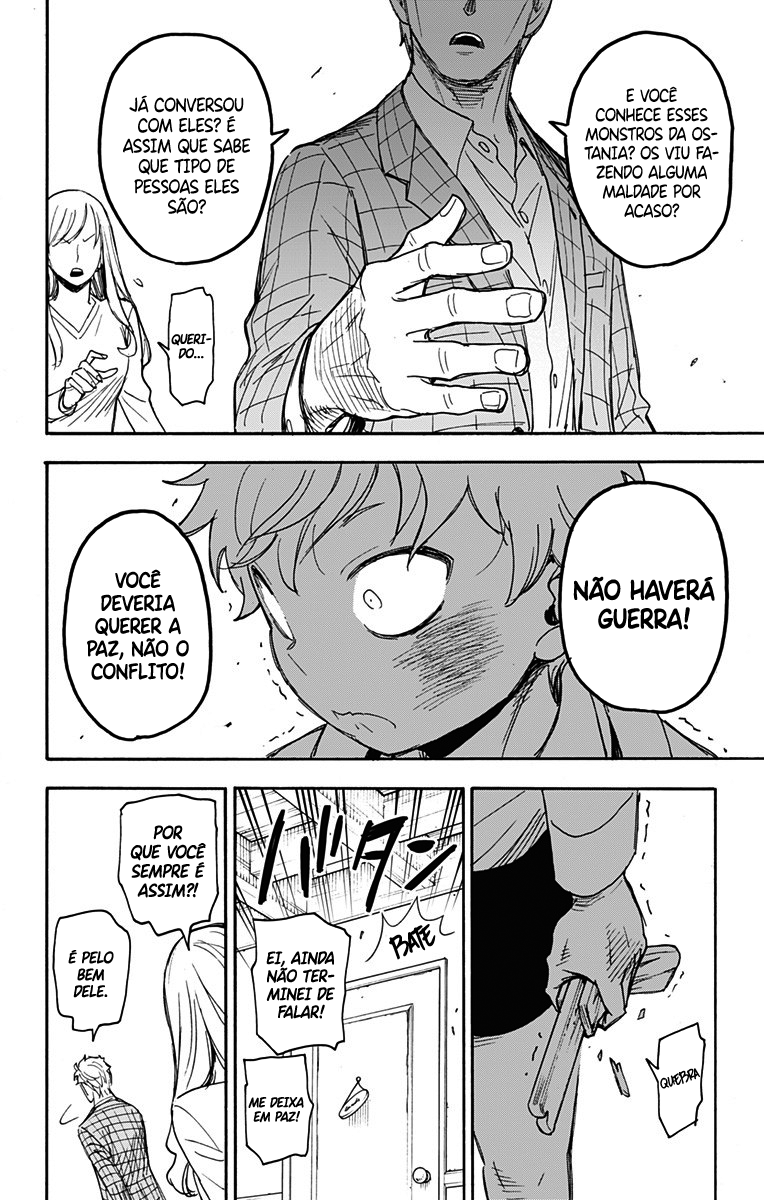 E VOCÊ
CONHECE ESSES
MONSTROS DA OS-
TANIA? OS VIU FA-
ZENDO ALGUMA
MALDADE POR
ACASO?
JÁ CONVERSOU
COM ELES? É
ASSIM QUE SABE
QUE TIPO DE
PESSOAS ELES
SÃO?
QUERI-
DO...
NÃO HAVERÁ
GUERRA!
VOCÊ
DEVERIA
QUERER A
PAZ, NÃO O
CONFLITO!
QUEBRA
バタン
BATE
EI, AINDA
NÃO TER-
MINEI DE
FALAR!
ME DEIXA
EM PAZ!
POR
QUE VOCÊ
SEMPRE É
ASSIM?!
É PELO
BEM
DELE.